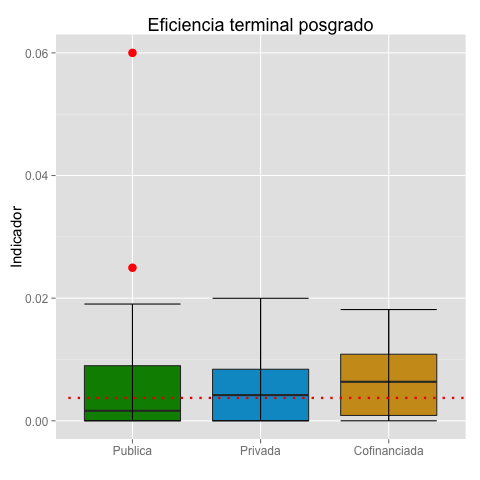 Eficiencia terminal posgrado
Indicador
0.06
0.04
0.02
0.00
Publica
Privada
Cofinanciada